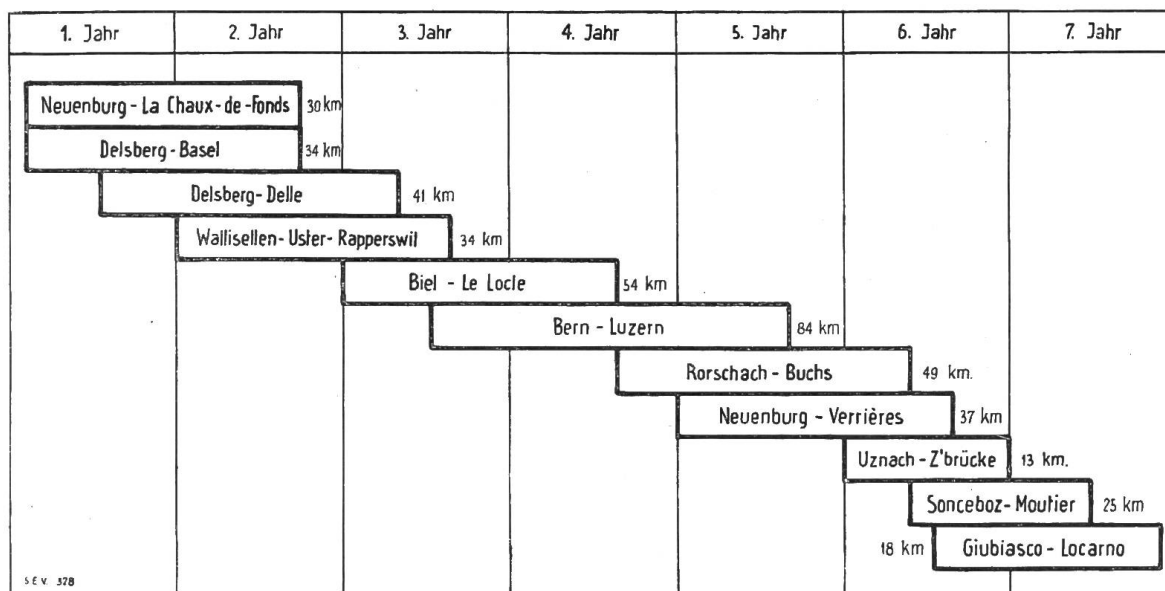 1. Jahr 2. Jahr 3. Jahr 4. Jahr 5. Jahr 6. Jahr 7. Jahr
Neuenburg - La Chaux-de-Fonds 30 km
Delsberg - Basel 34 km
Delsberg - Delle 41 km
Wallisellen - Uster - Rapperswil 34 km
Biel - Le Locle 54 km
Bern - Luzern 84 km
Rorschach - Buchs 49 km.
Neuenburg - Verrières 37 km
Uznach - Z'brücke 13 km.
Sonceboz - Moutier 25 km
18 km Giubiasco - Locarno
S.E.V. 378